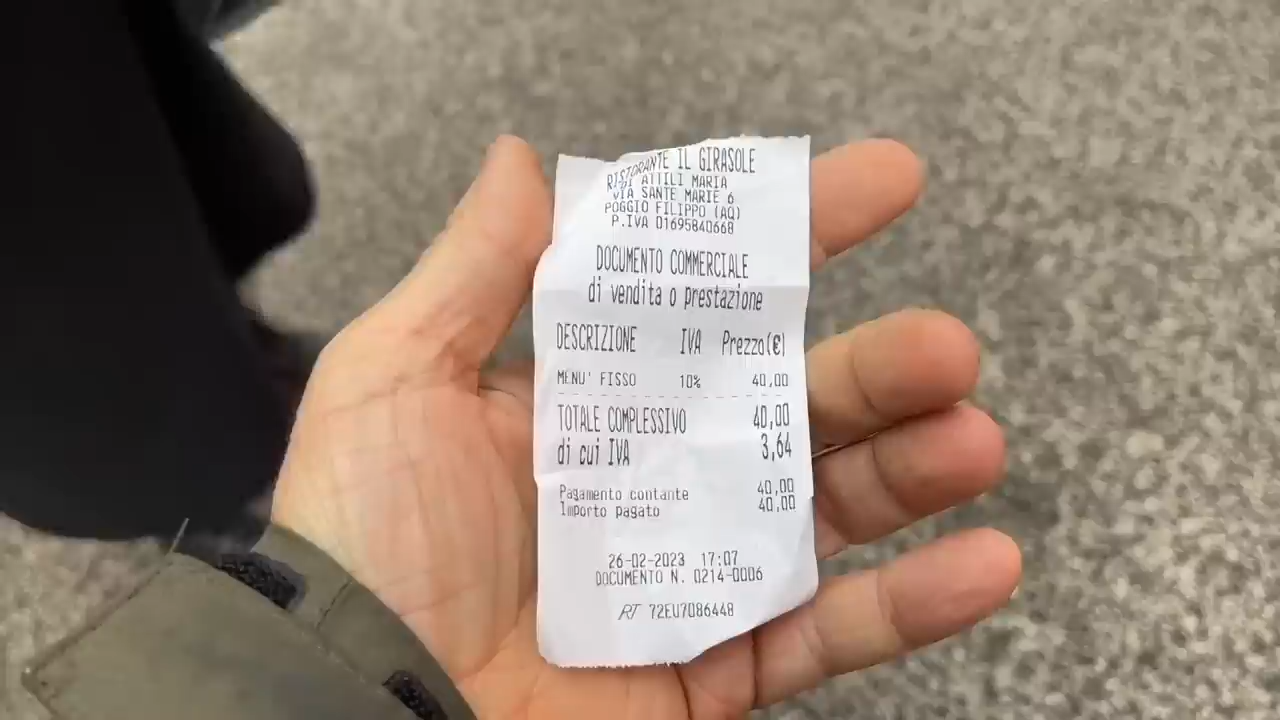 RISTORANTE IL GIRASOLE
DI ATTILI MARIA
VIA SANTE MARIE 6
POGGIO FILIPPO (AQ)
P.IVA 01695840668
DOCUMENTO COMMERCIALE
di vendita o prestazione
DESCRIZIONE IVA Prezzo(€)
MENU' FISSO 10% 40,00
TOTALE COMPLESSIVO 40,00
di cui IVA 3,64
Pagamento contante 40,00
Importo pagato 40,00
26-02-2023 17:07
DOCUMENTO N. 0214-0006
RT 72EU7086448